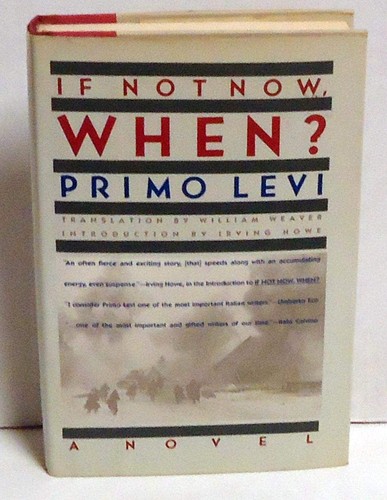 IF NOT NOW,
WHEN?
PRIMO LEVI
TRANSLATION BY WILLIAM WEAVER
INTRODUCTION BY IRVING HOWE
"An often fierce and exciting story, [that] speeds along with an accumulating
energy, even suspense."—Irving Howe, in the Introduction to IF NOT NOW, WHEN?
"I consider Primo Levi one of the most important Italian writers."—Umberto Eco
"...one of the most important and gifted writers of our time."—Italo Calvino
A NOVEL